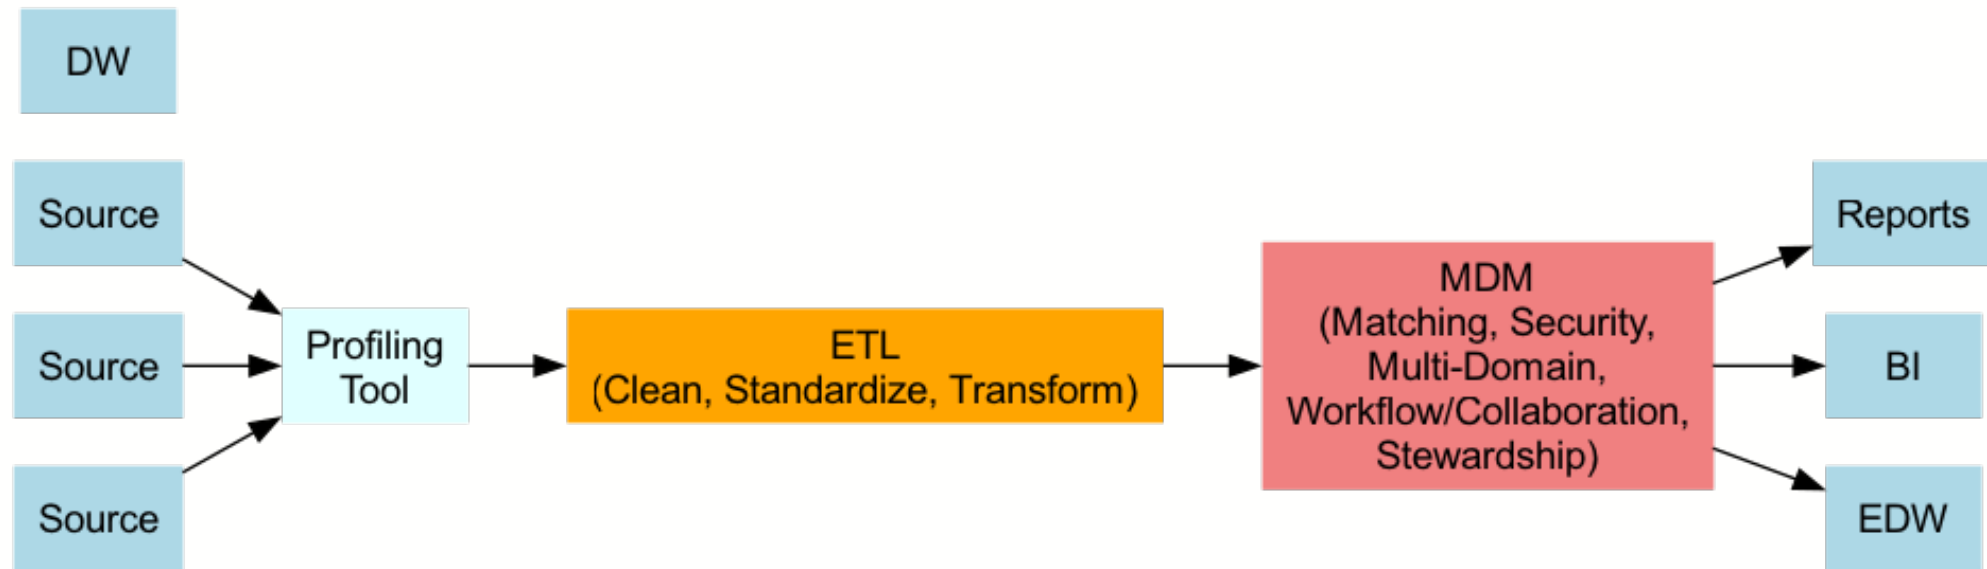 DW
Source
Source
Source
Profiling
Tool
ETL
(Clean, Standardize, Transform)
MDM
(Matching, Security,
Multi-Domain,
Workflow/Collaboration,
Stewardship)
Reports
BI
EDW